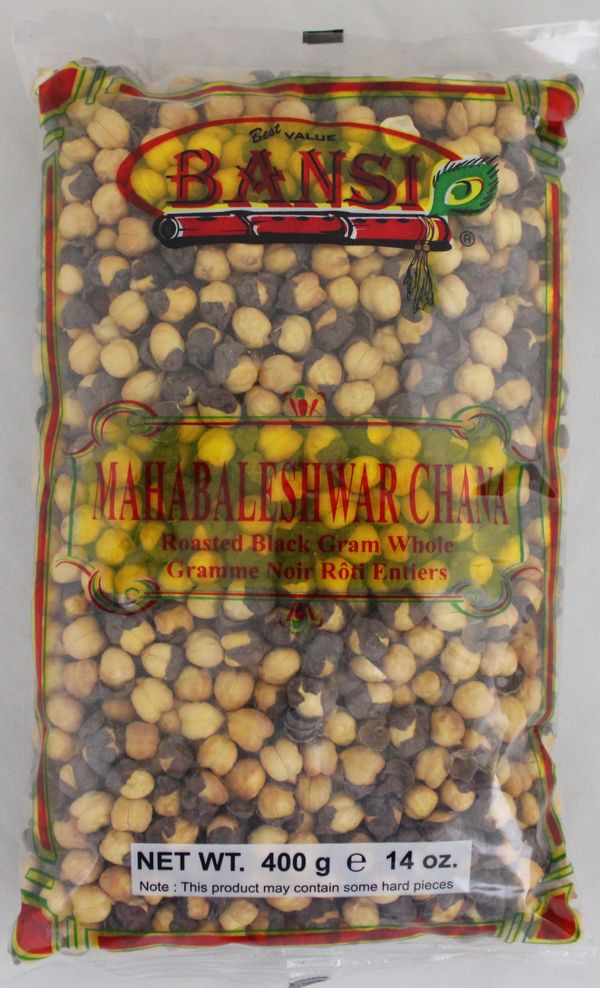 Best VALUE
BANSI
®
MAHABALESHWAR CHANA
Roasted Black Gram Whole
Gramme Noir Rôti Entiers
NET WT. 400 g ℮ 14 oz.
Note : This product may contain some hard pieces